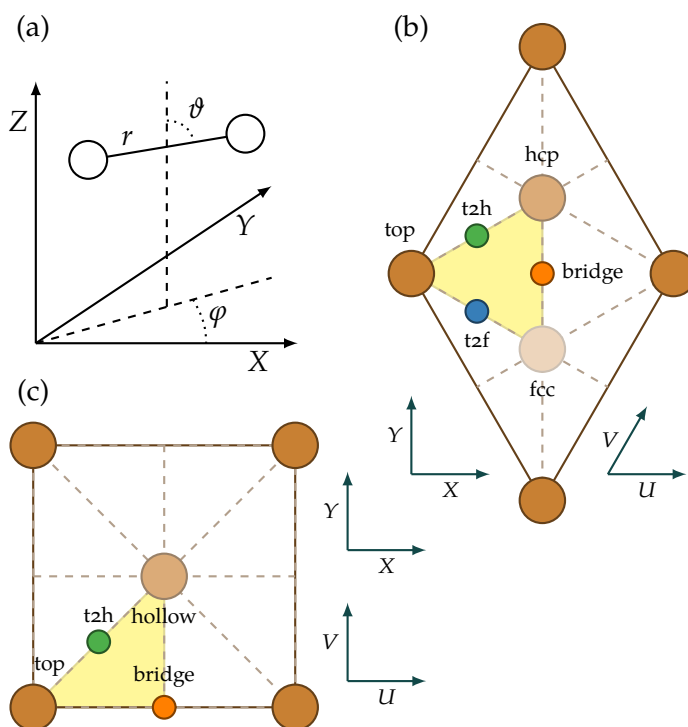 (a)
Z
r
ϑ
Y
φ
X
(b)
hcp
t2h
top
bridge
t2f
fcc
Y
X
V
U
(c)
Y
X
t2h
hollow
top
bridge
V
U